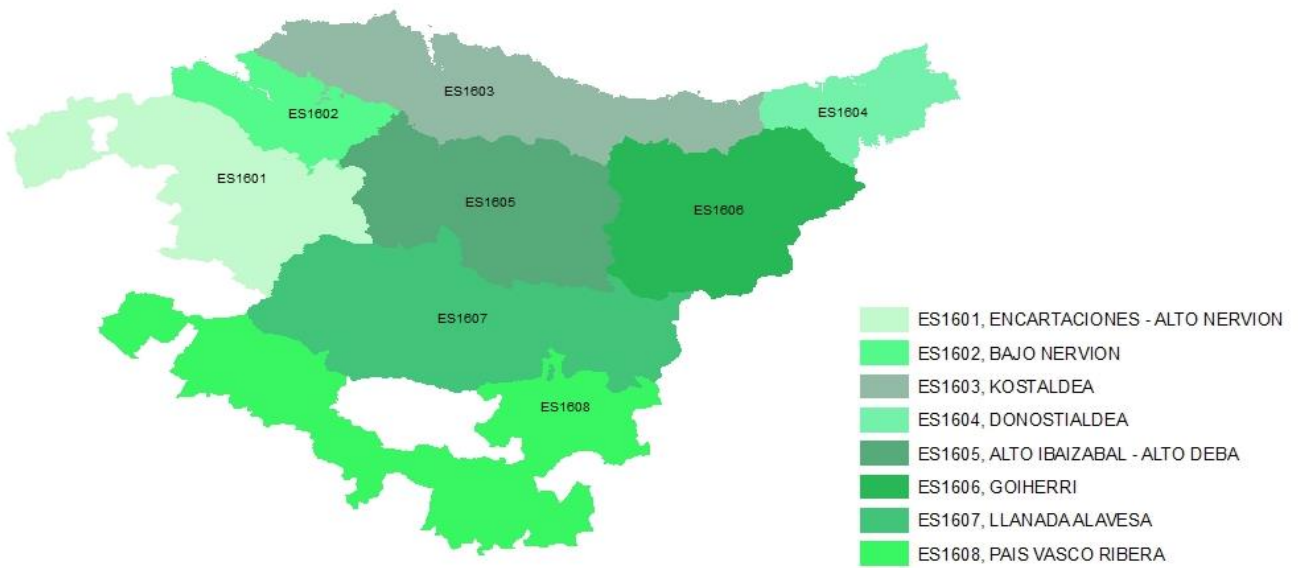 ES1603
ES1602
ES1604
ES1601
ES1605
ES1606
ES1607
ES1608
ES1601, ENCARTACIONES - ALTO NERVION
ES1602, BAJO NERVION
ES1603, KOSTALDEA
ES1604, DONOSTIALDEA
ES1605, ALTO IBAIZABAL - ALTO DEBA
ES1606, GOIHERRI
ES1607, LLANADA ALAVESA
ES1608, PAIS VASCO RIBERA